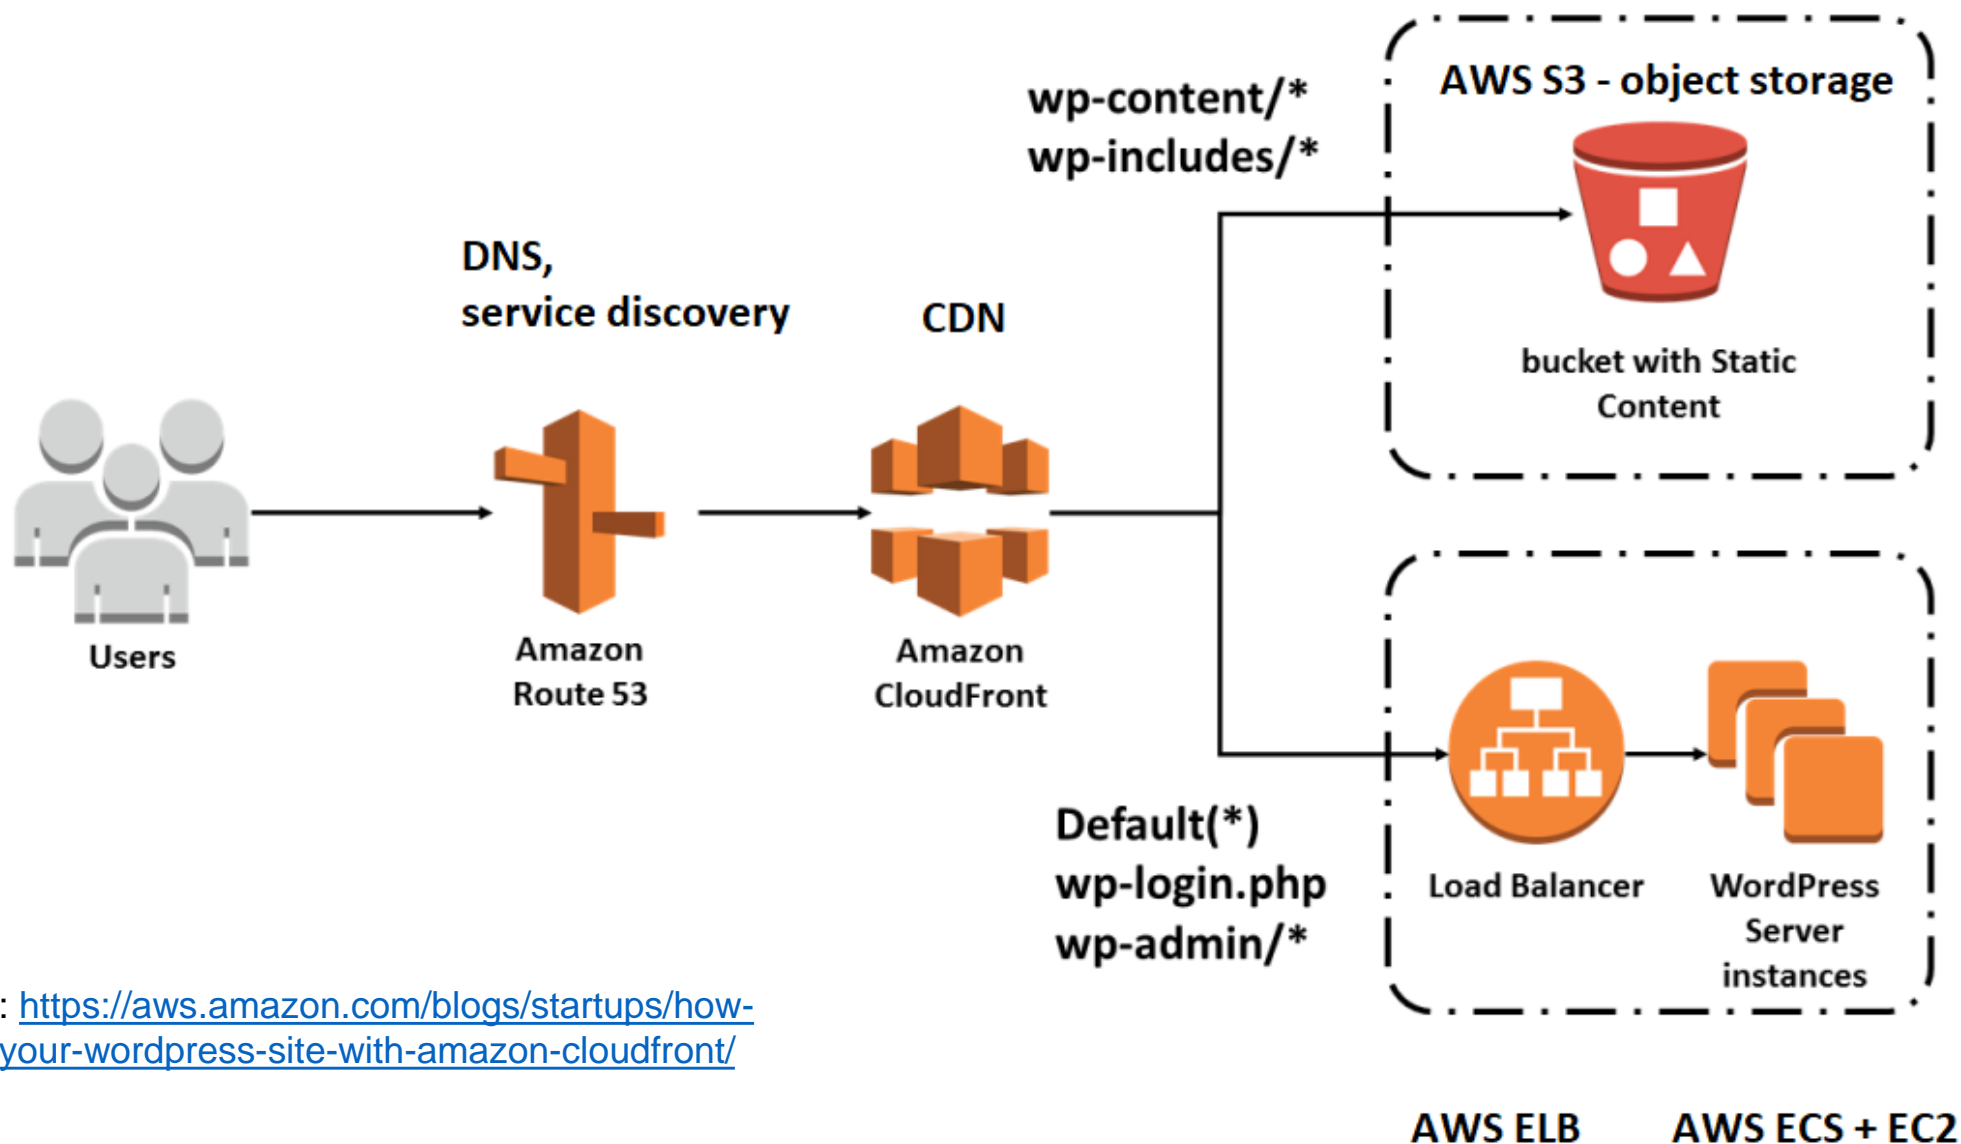 AWS S3 - object storage
wp-content/*
wp-includes/*
DNS,
service discovery
CDN
bucket with Static
Content
Users
Amazon
Route 53
Amazon
CloudFront
Default(*)
wp-login.php
wp-admin/*
Load Balancer
WordPress
Server
instances
: https://aws.amazon.com/blogs/startups/how-
your-wordpress-site-with-amazon-cloudfront/
AWS ELB
AWS ECS + EC2